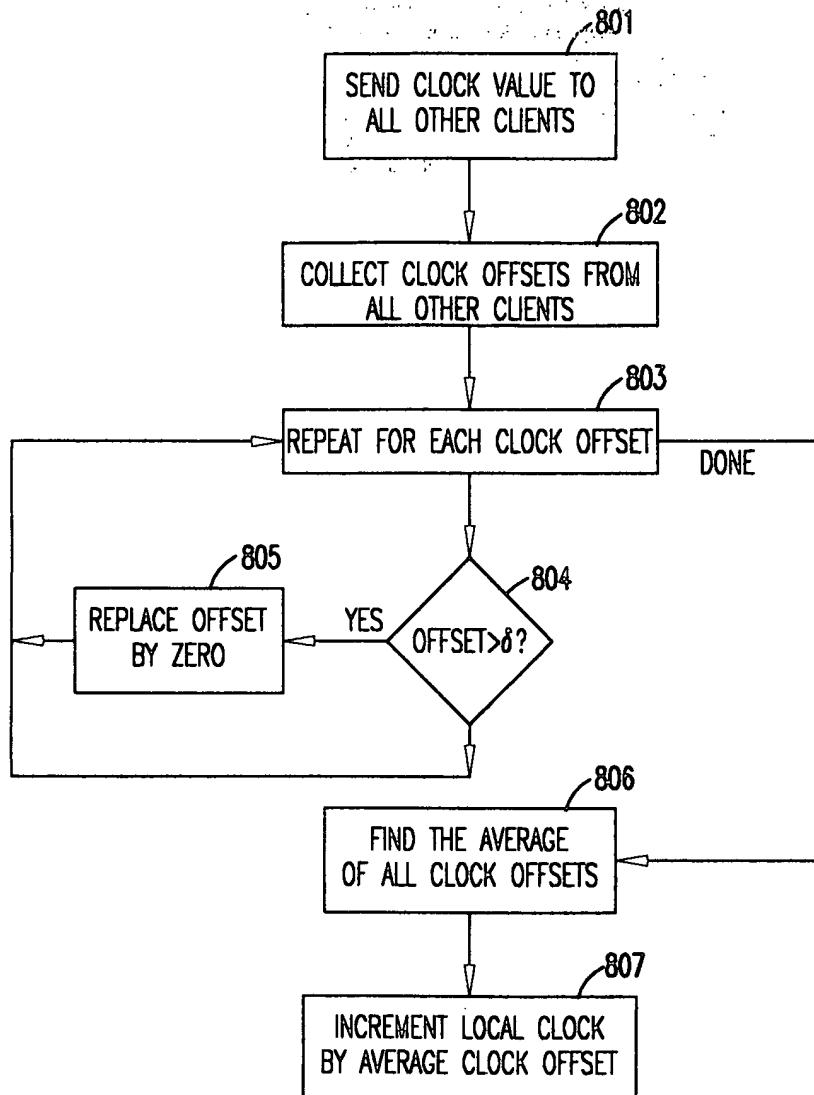 801
SEND CLOCK VALUE TO
ALL OTHER CLIENTS
802
COLLECT CLOCK OFFSETS FROM
ALL OTHER CLIENTS
803
REPEAT FOR EACH CLOCK OFFSET
DONE
804
OFFSET>δ?
YES
805
REPLACE OFFSET
BY ZERO
806
FIND THE AVERAGE
OF ALL CLOCK OFFSETS
807
INCREMENT LOCAL CLOCK
BY AVERAGE CLOCK OFFSET